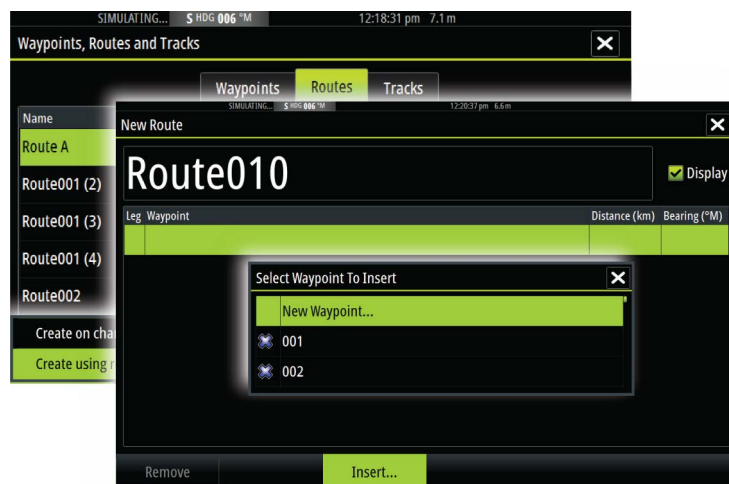 SIMULATING... S HDG 006 °M 12:18:31 pm 7.1 m
Waypoints, Routes and Tracks
Waypoints Routes Tracks
Name
Route A
Route001 (2)
Route001 (3)
Route001 (4)
Route002
Create on cha
Create using r
SIMULATING... S HDG 006 °M 12:20:37 pm 6.6 m
New Route
Route010
Display
Leg Waypoint Distance (km) Bearing (°M)
Select Waypoint To Insert
New Waypoint...
001
002
Remove Insert...